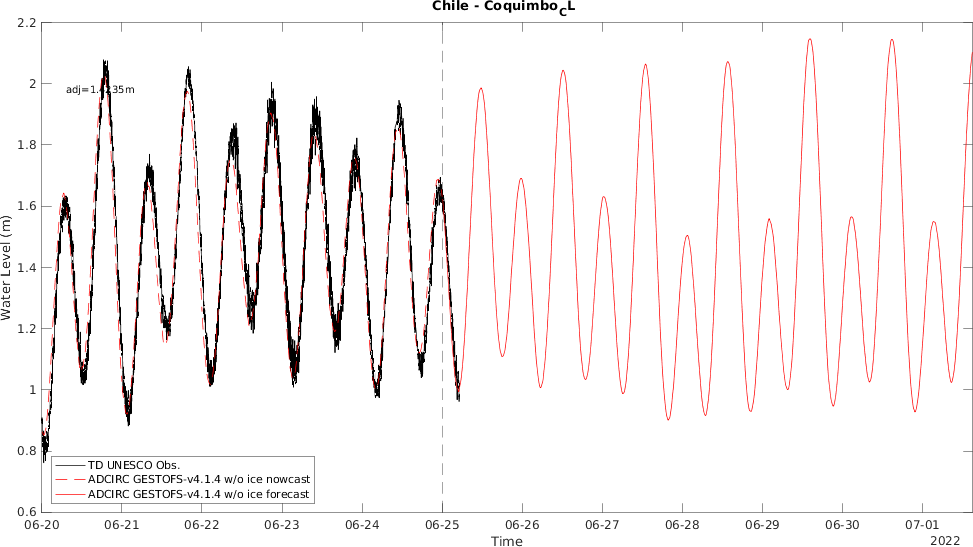 Chile - Coquimbo_CL
2.2
2
1.8
1.6
1.4
1.2
1
0.8
0.6
Water Level (m)
TD UNESCO Obs.
ADCIRC GESTOFS-v4.1.4 w/o ice nowcast
ADCIRC GESTOFS-v4.1.4 w/o ice forecast
06-20 06-21 06-22 06-23 06-24 06-25 06-26 06-27 06-28 06-29 06-30 07-01
Time
2022